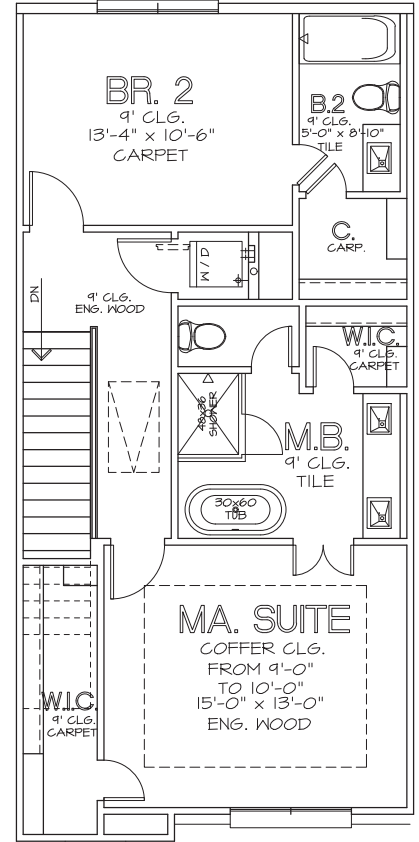 BR. 2
9' CLG.
13'-4" x 10'-6"
CARPET
B.2
9' CLG.
5'-0" x 8'-10"
TILE
C.
CARP.
W/D
DN
9' CLG.
ENG. WOOD
W.I.C.
9' CLG.
CARPET
48x36
SHOWER
M.B.
9' CLG.
TILE
30x60
TUB
MA. SUITE
COFFER CLG.
FROM 9'-0"
TO 10'-0"
15'-0" x 13'-0"
ENG. WOOD
W.I.C.
9' CLG.
CARPET